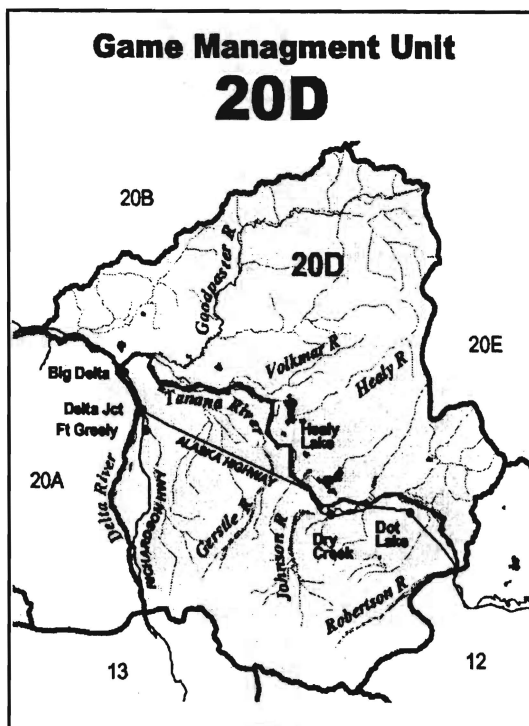 Game Managment Unit
20D
20B
Goodpaster R
20D
20E
Volkmar R
Healy R
Big Delta
Tanana River
Delta Jct
Healy
Lake
Ft Greely
ALASKA HIGHWAY
20A
Delta River
RICHARDSON HWY
Gerstle R
Johnson R
Dry
Creek
Dot
Lake
Robertson R
13
12